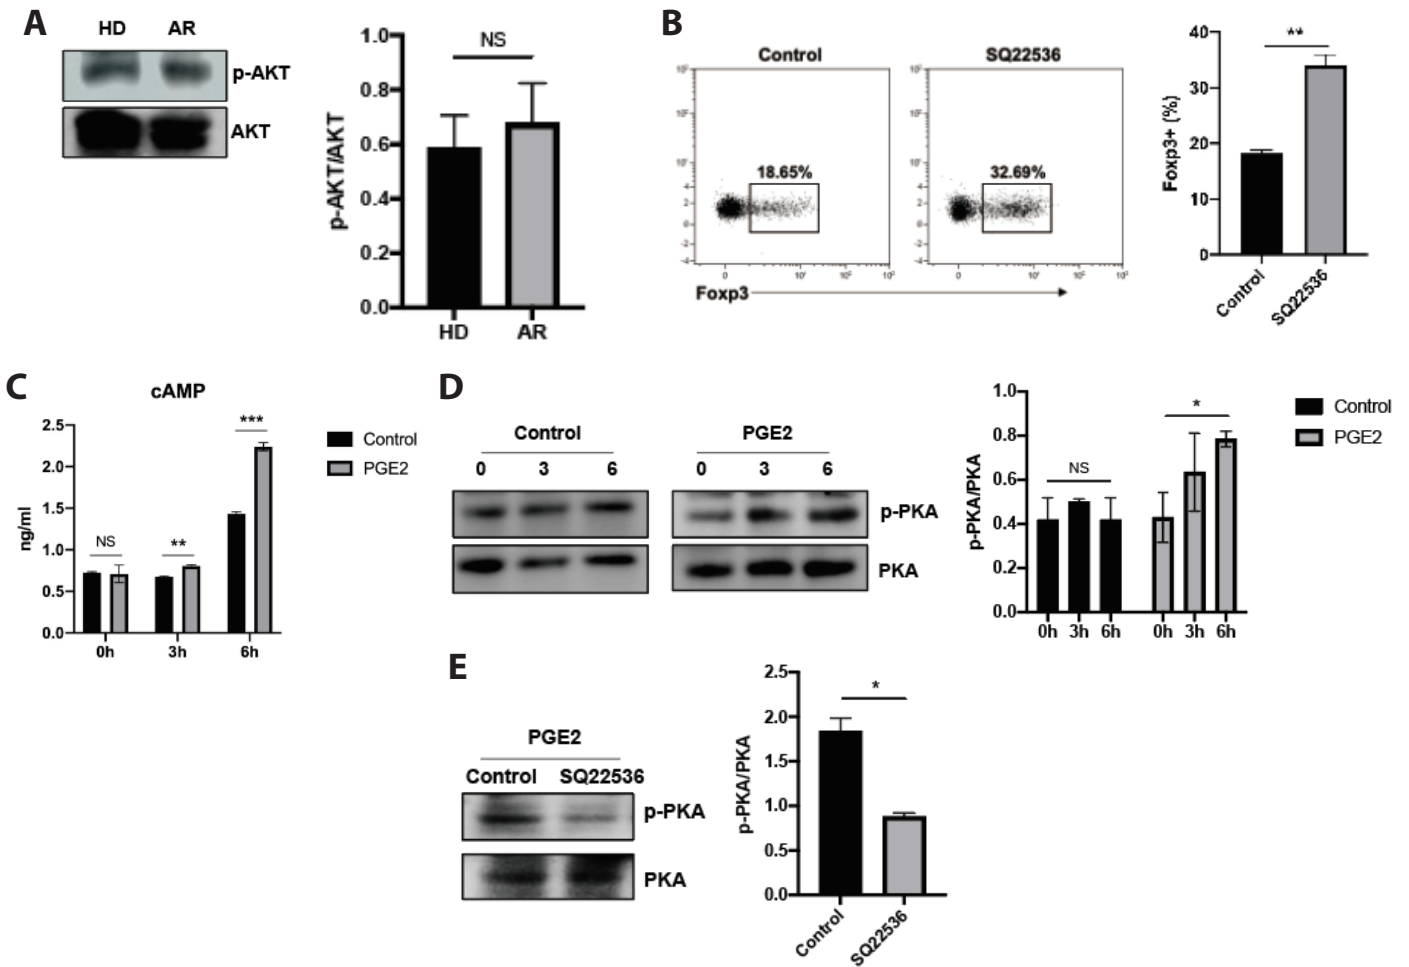 A
HD AR
p-AKT
AKT
p-AKT/AKT
1.0
0.8
0.6
0.4
0.2
0.0
NS
HD AR
B
Control
18.65%
SQ22536
32.69%
Foxp3
Foxp3+ (%)
40
30
20
10
0
**
Control
SQ22536
C
cAMP
ng/ml
2.5
2.0
1.5
1.0
0.5
0.0
NS
**
***
0h 3h 6h
Control
PGE2
D
Control PGE2
0 3 6 0 3 6
p-PKA
PKA
p-PKA/PKA
1.0
0.8
0.6
0.4
0.2
0.0
NS
*
0h 3h 6h 0h 3h 6h
Control
PGE2
E
PGE2
Control SQ22536
p-PKA
PKA
p-PKA/PKA
2.5
2.0
1.5
1.0
0.5
0.0
*
Control
SQ22536